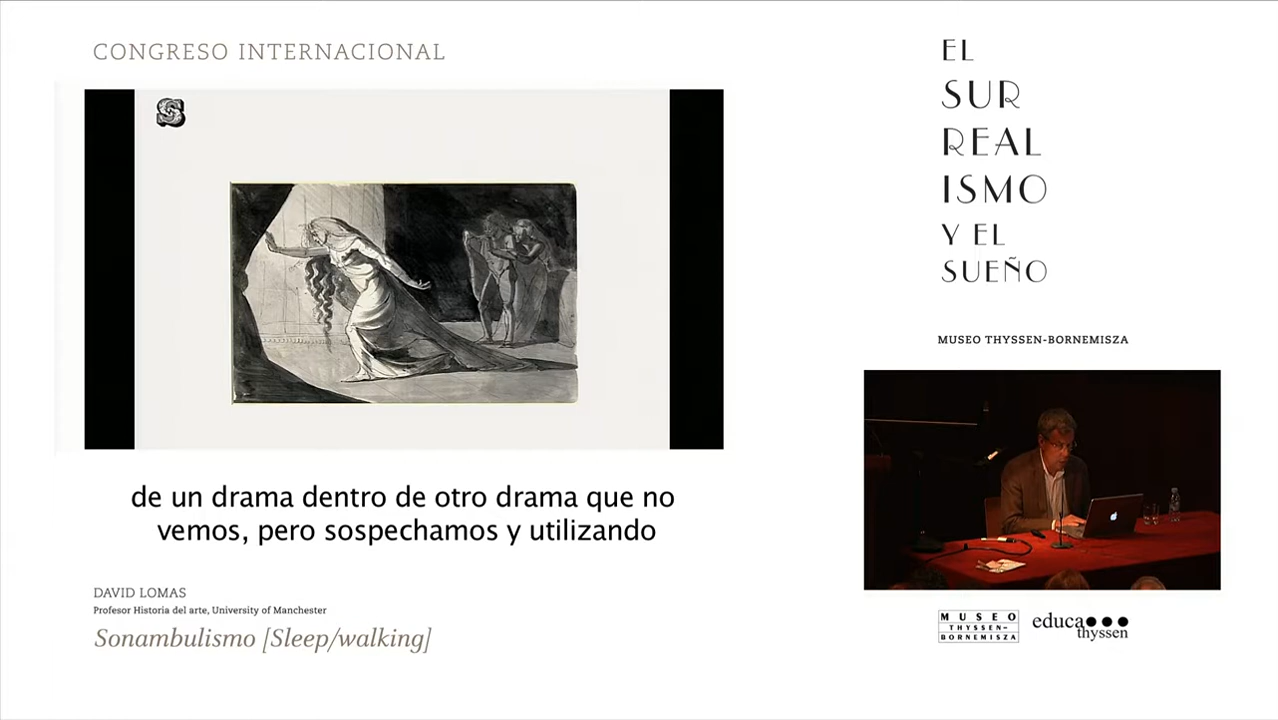 CONGRESO INTERNACIONAL
S
de un drama dentro de otro drama que no
vemos, pero sospechamos y utilizando
DAVID LOMAS
Profesor Historia del arte, University of Manchester
Sonambulismo [Sleep/walking]
EL
SUR
REAL
ISMO
Y EL
SUEÑO
MUSEO THYSSEN-BORNEMISZA
MUSEO
THYSSEN-
BORNEMISZA
educa
thyssen